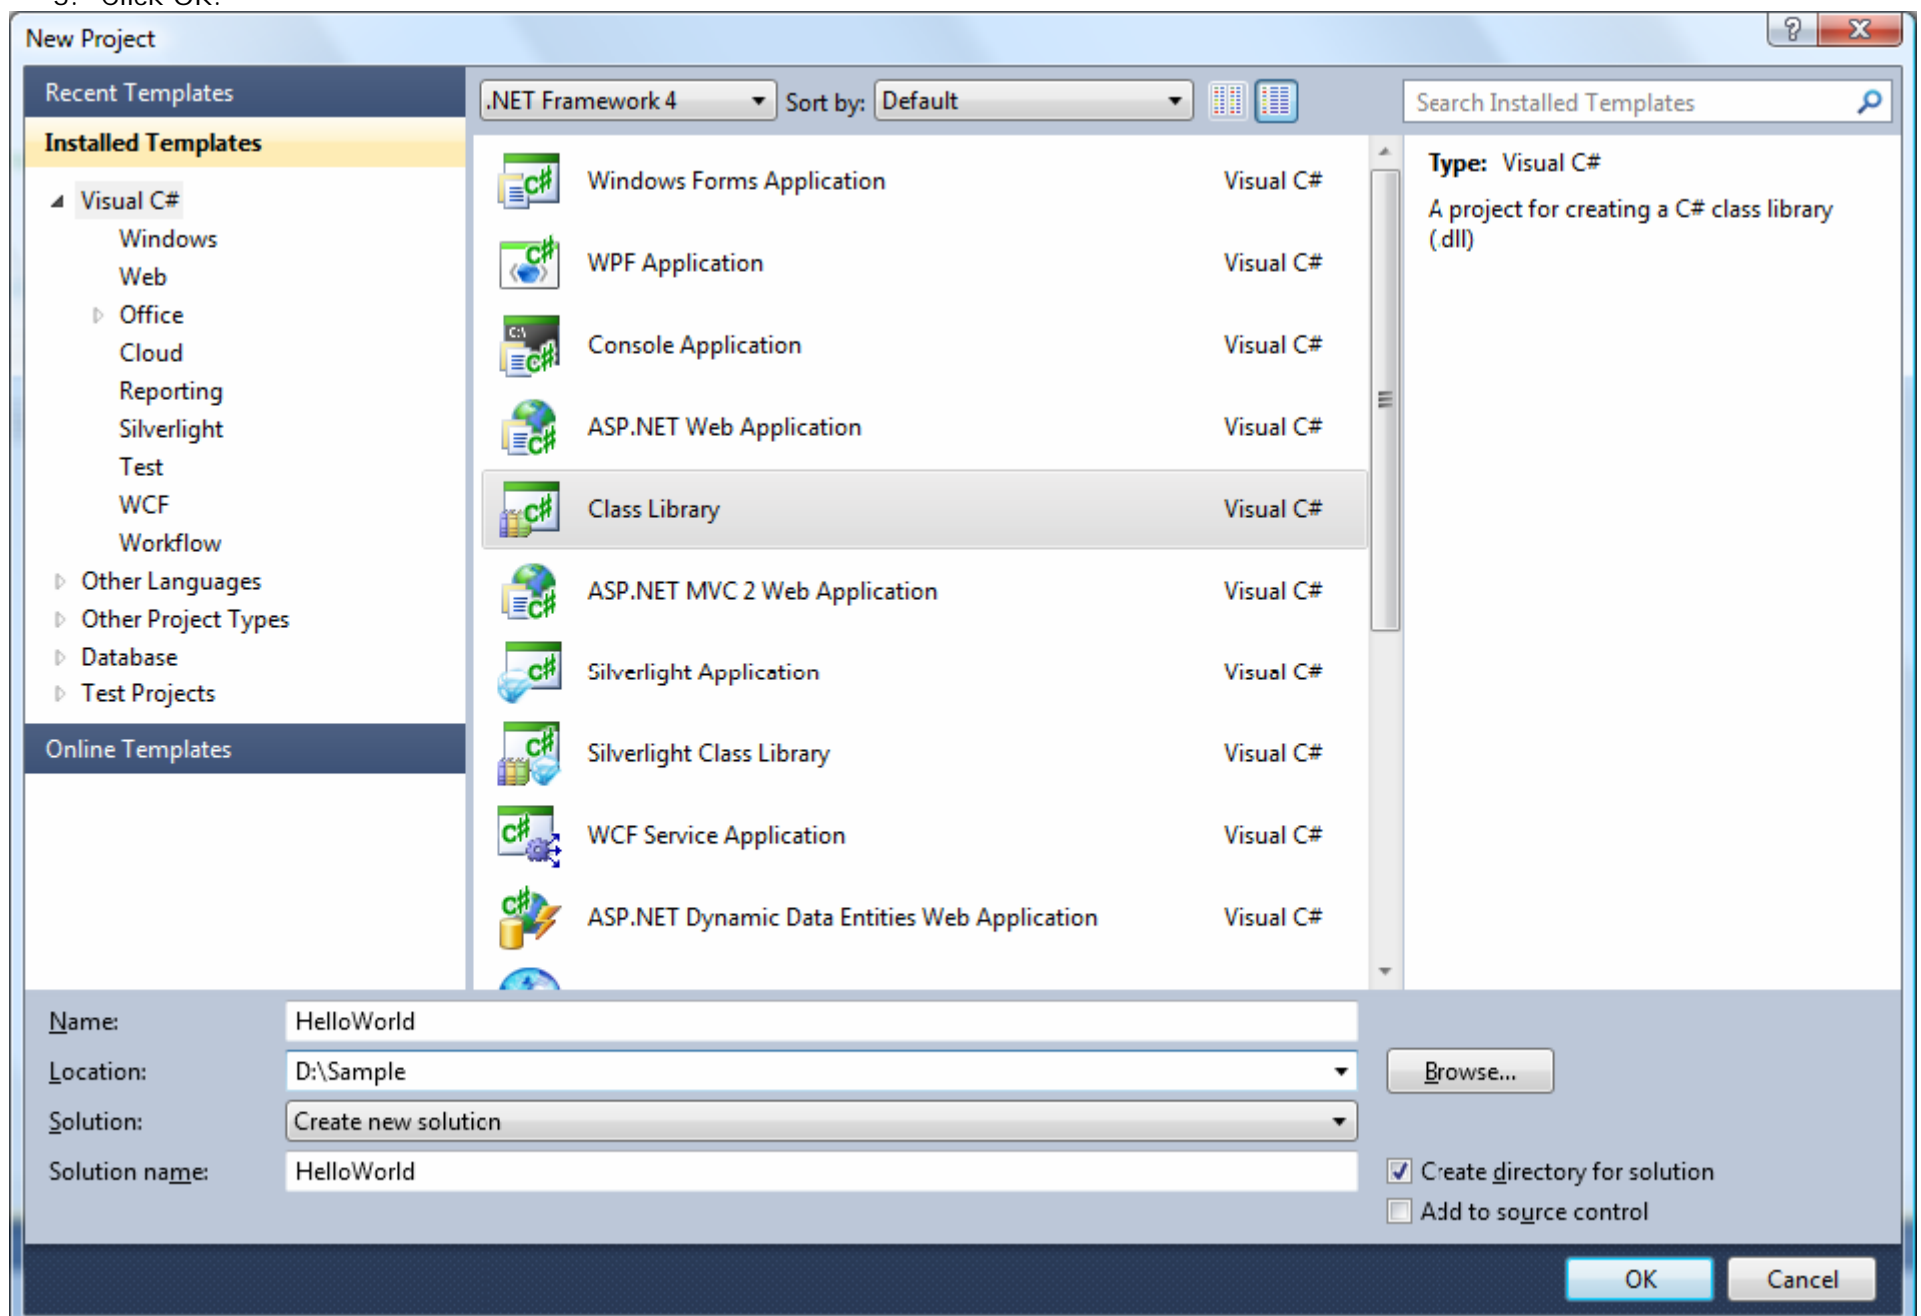 Click OK.
New Project
Recent Templates
Installed Templates
Visual C#
Windows
Web
Office
Cloud
Reporting
Silverlight
Test
WCF
Workflow
Other Languages
Other Project Types
Database
Test Projects
Online Templates
.NET Framework 4
Sort by: Default
Search Installed Templates
Windows Forms Application Visual C#
WPF Application Visual C#
Console Application Visual C#
ASP.NET Web Application Visual C#
Class Library Visual C#
ASP.NET MVC 2 Web Application Visual C#
Silverlight Application Visual C#
Silverlight Class Library Visual C#
WCF Service Application Visual C#
ASP.NET Dynamic Data Entities Web Application Visual C#
Type: Visual C#
A project for creating a C# class library
(.dll)
Name: HelloWorld
Location: D:\Sample
Browse...
Solution: Create new solution
Solution name: HelloWorld
Create directory for solution
Add to source control
OK Cancel